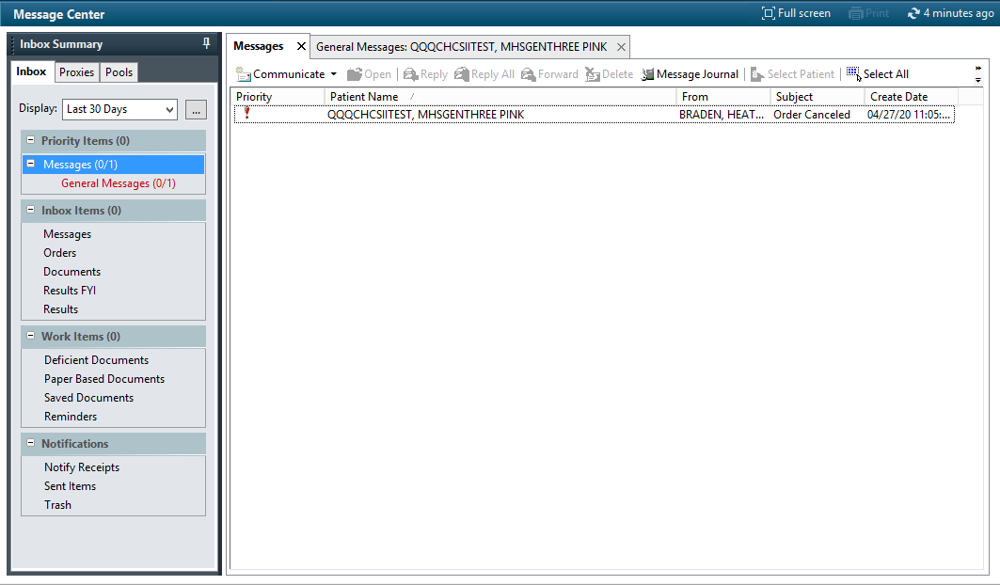 Message Center
Full screen
Print
4 minutes ago
Inbox Summary
Inbox
Proxies
Pools
Display:
Last 30 Days
...
Priority Items (0)
Messages (0/1)
General Messages (0/1)
Inbox Items (0)
Messages
Orders
Documents
Results FYI
Results
Work Items (0)
Deficient Documents
Paper Based Documents
Saved Documents
Reminders
Notifications
Notify Receipts
Sent Items
Trash
Messages
General Messages: QQQCHCSIITEST, MHSGENTHREE PINK
Communicate
Open
Reply
Reply All
Forward
Delete
Message Journal
Select Patient
Select All
Priority
Patient Name
From
Subject
Create Date
QQQCHCSIITEST, MHSGENTHREE PINK
BRADEN, HEAT...
Order Canceled
04/27/20 11:05:...